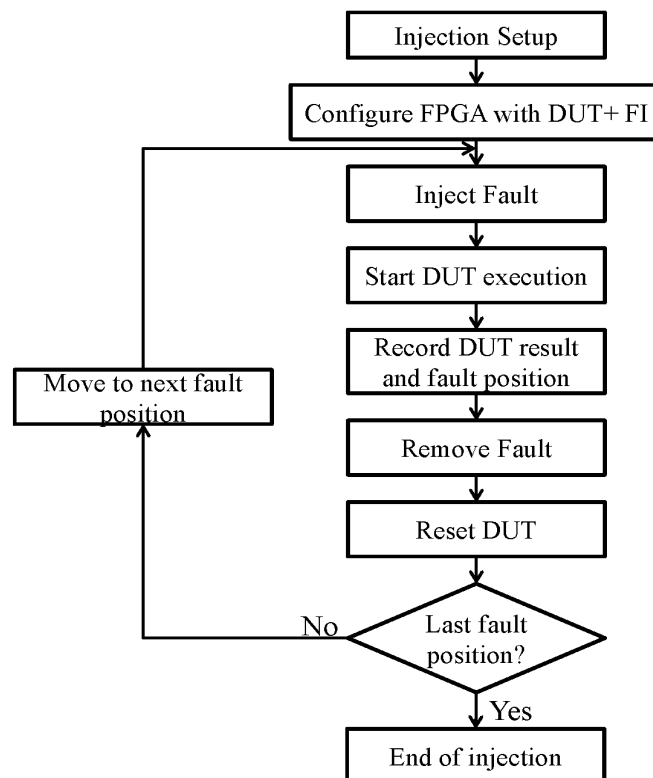 Injection Setup
Configure FPGA with DUT+ FI
Inject Fault
Start DUT execution
Record DUT result
and fault position
Move to next fault
position
Remove Fault
Reset DUT
No
Last fault
position?
Yes
End of injection